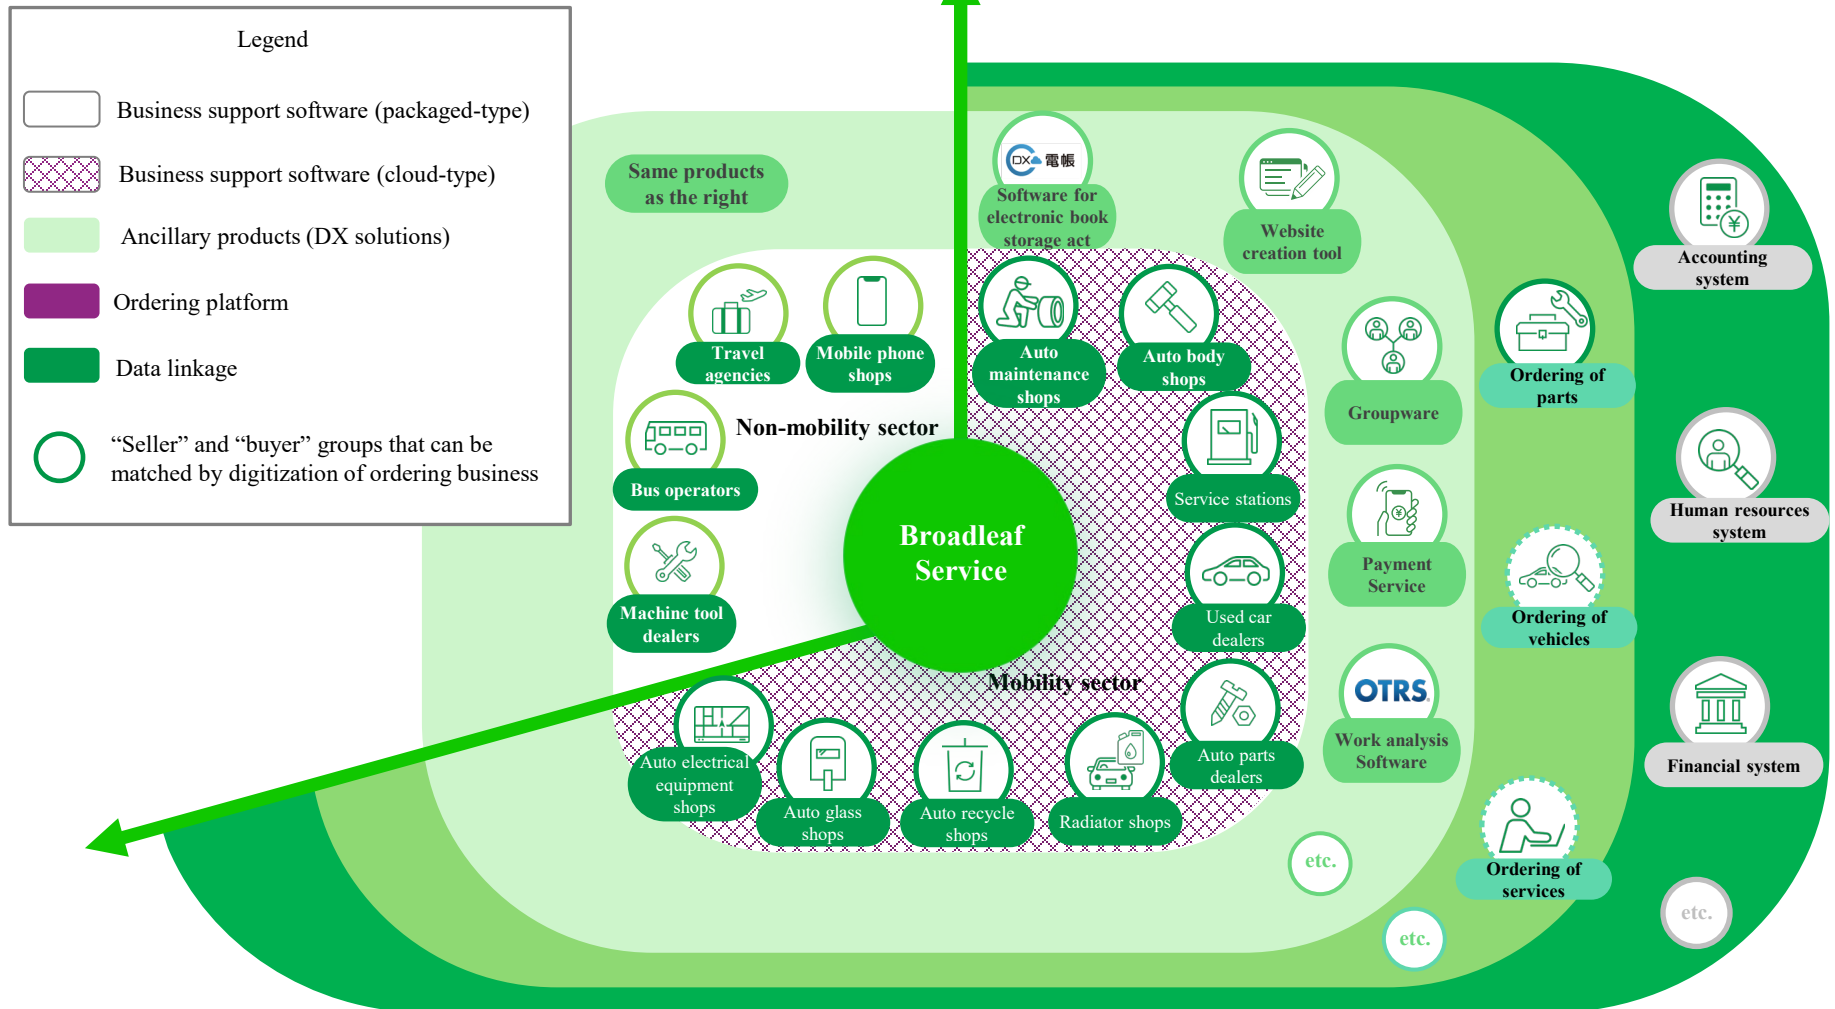 Legend
Business support software (packaged-type)
Business support software (cloud-type)
Ancillary products (DX solutions)
Ordering platform
Data linkage
“Seller” and “buyer” groups that can be
matched by digitization of ordering business
Same products
as the right
DX 電帳
Software for
electronic book
storage act
Website
creation tool
Accounting
system
Travel
agencies
Mobile phone
shops
Auto
maintenance
shops
Auto body
shops
Groupware
Ordering of
parts
Non-mobility sector
Bus operators
Service stations
Human resources
system
Broadleaf
Service
Payment
Service
Machine tool
dealers
Used car
dealers
Ordering of
vehicles
Mobility sector
OTRS
Work analysis
Software
Financial system
Auto electrical
equipment
shops
Auto glass
shops
Auto recycle
shops
Radiator shops
Auto parts
dealers
etc.
Ordering of
services
etc.
etc.